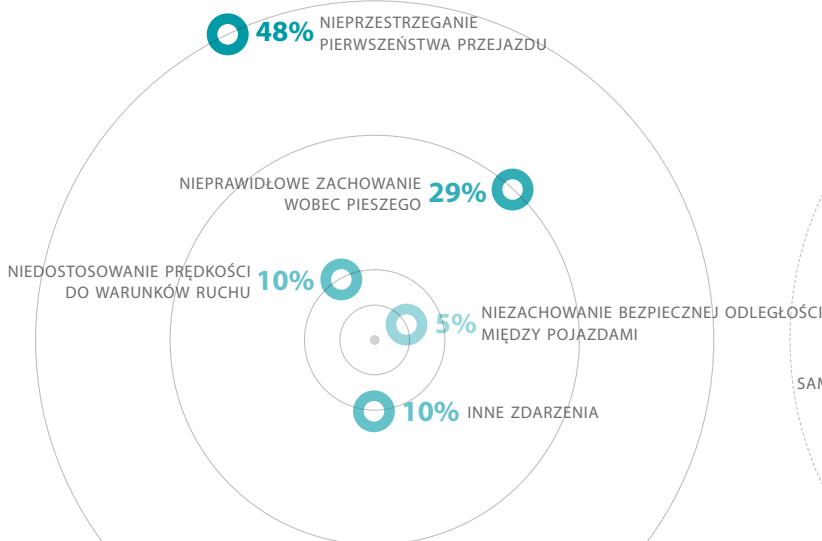 48% NIEPRZESTRZEGANIE
PIERWSZEŃSTWA PRZEJAZDU
NIEPRAWIDŁOWE ZACHOWANIE
WOBEC PIESZEGO 29%
NIEDOSTOSOWANIE PRĘDKOŚCI
DO WARUNKÓW RUCHU 10%
5% NIEZACHOWANIE BEZPIECZNEJ ODLEGŁOŚCI
MIĘDZY POJAZDAMI
10% INNE ZDARZENIA